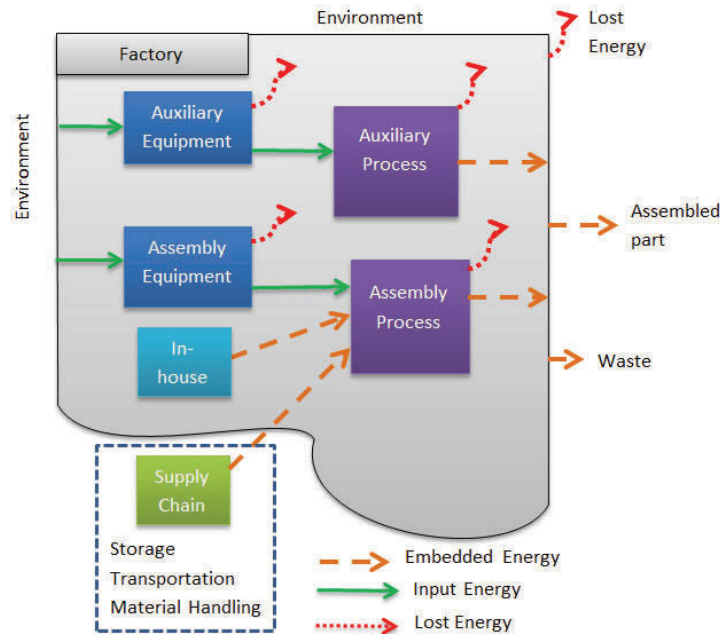 Environment
Lost
Energy
Factory
Auxiliary
Equipment
Auxiliary
Process
Environment
Assembled
part
Assembly
Equipment
Assembly
Process
In-
house
Waste
Supply
Chain
Storage
Transportation
Material Handling
Embedded Energy
Input Energy
Lost Energy